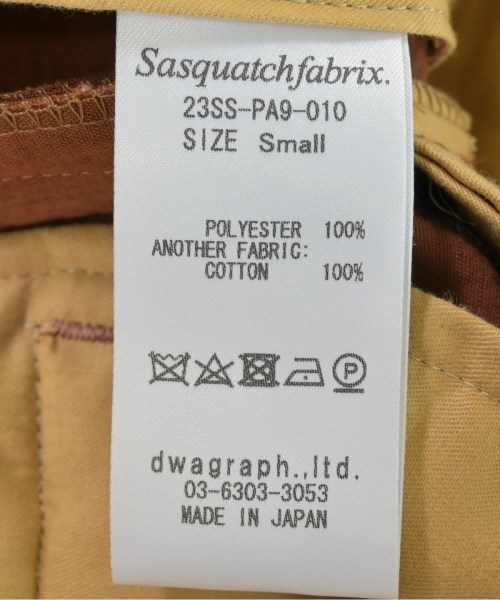 Sasquatchfabrix.
23SS-PA9-010
SIZE Small
POLYESTER 100%
ANOTHER FABRIC:
COTTON 100%
P
dwagraph.,ltd.
03-6303-3053
MADE IN JAPAN